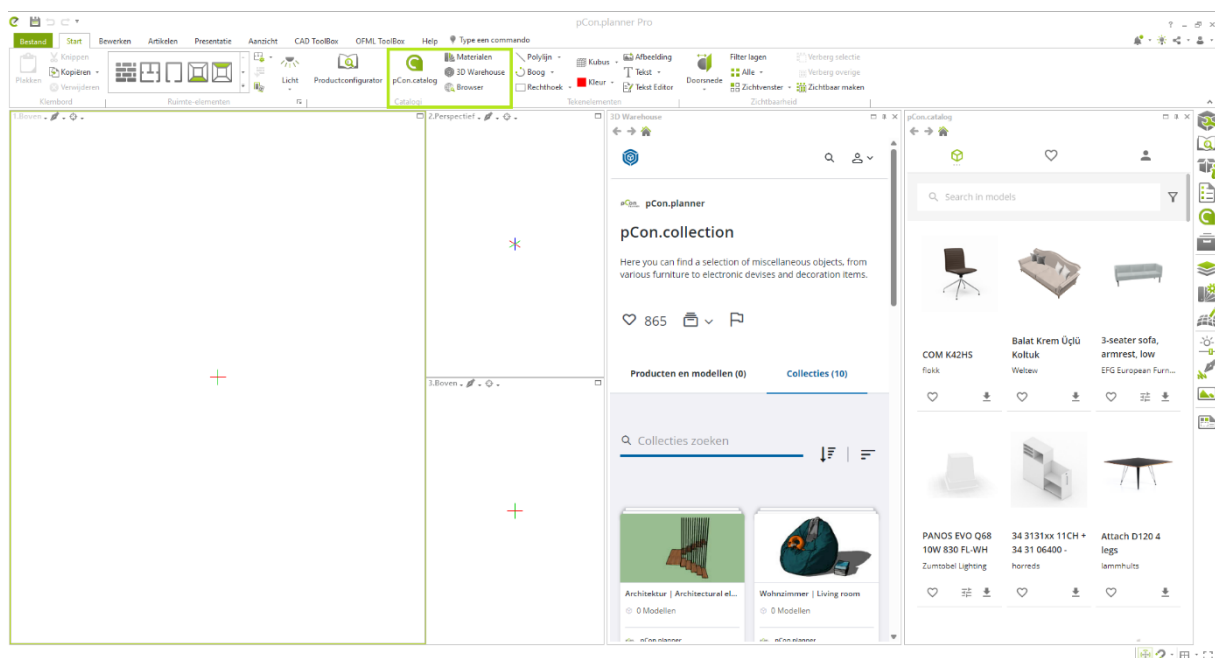 pCon.planner Pro
Bestand Start Bewerken Artikelen Presentatie Aanzicht CAD ToolBox OFML ToolBox Help Type een commando
Plakken
Knippen
Kopiëren
Verwijderen
Klembord
Ruimte-elementen
Licht
Productconfigurator
pCon.catalog
Materialen
3D Warehouse
Browser
Catalogi
Polylijn
Boog
Rechthoek
Kubus
Kleur
Afbeelding
Tekst
Tekst Editor
Tekenelementen
Doorsnede
Filter lagen
Alle
Zichtvenster
Verberg selectie
Verberg overige
Zichtbaar maken
Zichtbaarheid
1.Boven
2.Perspectief
3.Boven
3D Warehouse
pCon.planner
pCon.collection
Here you can find a selection of miscellaneous objects, from
various furniture to electronic devises and decoration items.
865
Producten en modellen (0) Collecties (10)
Collecties zoeken
Architektur | Architectural el...
0 Modellen
pCon.planner
Wohnzimmer | Living room
0 Modellen
pCon.planner
pCon.catalog
Search in models
COM K42HS
flokk
Balat Krem Üçlü
Koltuk
Weltew
3-seater sofa,
armrest, low
EFG European Furn...
PANOS EVO Q68
10W 830 FL-WH
Zumtobel Lighting
34 3131xx 11CH +
34 31 06400 -
horreds
Attach D120 4
legs
lammhults